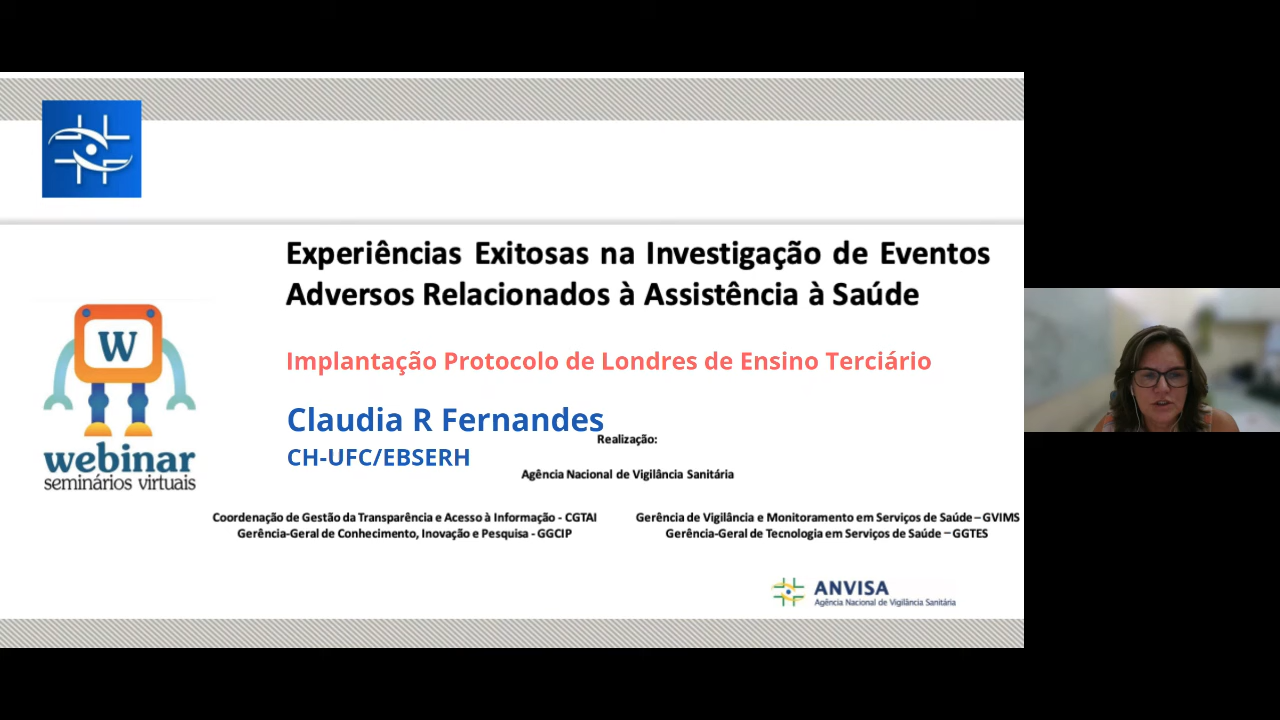 Experiências Exitosas na Investigação de Eventos
Adversos Relacionados à Assistência à Saúde
W
webinar
seminários virtuais
Implantação Protocolo de Londres de Ensino Terciário
Claudia R Fernandes
CH-UFC/EBSERH
Realização:
Agência Nacional de Vigilância Sanitária
Coordenação de Gestão da Transparência e Acesso à Informação - CGTAI
Gerência-Geral de Conhecimento, Inovação e Pesquisa - GGCIP
Gerência de Vigilância e Monitoramento em Serviços de Saúde – GVIMS
Gerência-Geral de Tecnologia em Serviços de Saúde – GGTES
ANVISA
Agência Nacional de Vigilância Sanitária